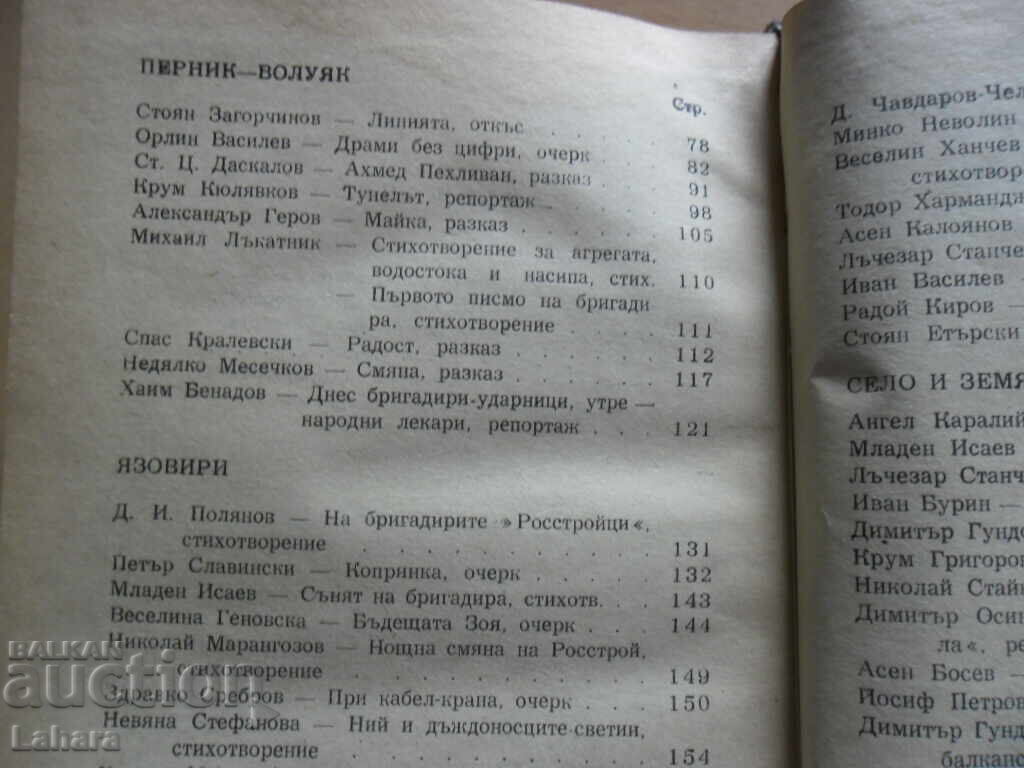 ПЕРНИК—ВОЛУЯК
Стр.
Стоян Загорчинов — Линията, откъс . . . . 78
Орлин Василев — Драми без цифри, очерк . 82
Ст. Ц. Даскалов — Ахмед Пехливан, разказ . 91
Крум Кюлявков — Тунелът, репортаж . . . 98
Александър Геров — Майка, разказ . . . . 105
Михаил Лъкатник — Стихотворение за агрегата,
водостока и насипа, стих. 110
— Първото писмо на бригади
ра, стихотворение . . . . 111
Спас Кралевски — Радост, разказ . . . . 112
Недялко Месечков — Смяна, разказ . . . . 117
Хаим Бенадов — Днес бригадири-ударници, утре —
народни лекари, репортаж . . . 121
ЯЗОВИРИ
Д. И. Полянов — На бригадирите »Росстройци«,
стихотворение . . . . . . . . 131
Петър Славински — Копрянка, очерк . . . . 132
Младен Исаев — Сънят на бригадира, стихотв. . . 143
Веселина Геновска — Бъдещата Зоя, очерк . . . 144
Николай Марангозов — Нощна смяна на Росстрой,
стихотворение . . . . . . . . 149
Здравко Сребров — При кабел-крана, очерк . . . 150
Невяна Стефанова — Ний и дъждоносците-светии,
стихотворение . . . . . . . . 154
Д. Чавдаров-Чел
Минко Неволин
Веселин Ханчев
стихотвор
Тодор Харманд
Асен Калоянов
Лъчезар Станче
Иван Василев —
Радой Киров —
Стоян Етърски
СЕЛО И ЗЕМЯ
Ангел Каралий
Младен Исаев
Лъчезар Станч
Иван Бурин —
Димитър Гундо
Крум Григоров
Николай Стай
Димитър Оси
ла«, ре
Асен Босев —
Йосиф Петров
Димитър Гунд
балканс
BALKAN
auction
Lahara